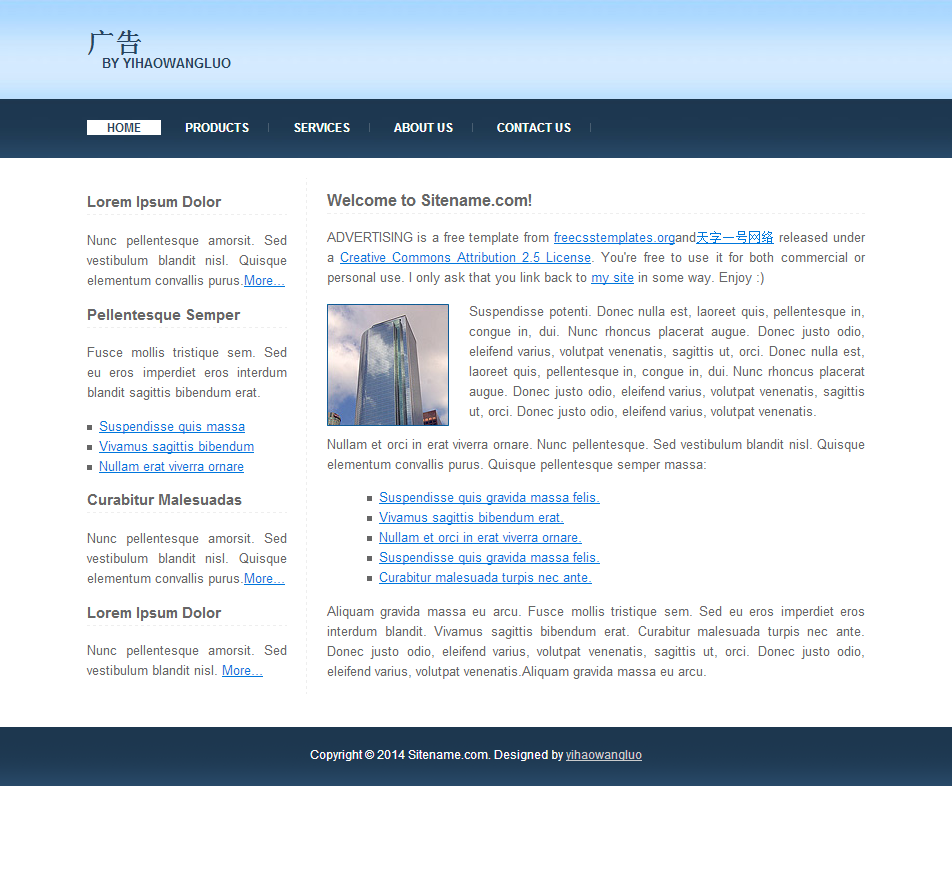 广告
BY YIHAOWANGLUO
HOME PRODUCTS SERVICES ABOUT US CONTACT US
Lorem Ipsum Dolor
Nunc pellentesque amorsit. Sed
vestibulum blandit nisl. Quisque
elementum convallis purus.More...
Pellentesque Semper
Fusce mollis tristique sem. Sed
eu eros imperdiet eros interdum
blandit sagittis bibendum erat.
Suspendisse quis massa
Vivamus sagittis bibendum
Nullam erat viverra ornare
Curabitur Malesuadas
Nunc pellentesque amorsit. Sed
vestibulum blandit nisl. Quisque
elementum convallis purus.More...
Lorem Ipsum Dolor
Nunc pellentesque amorsit. Sed
vestibulum blandit nisl. More...
Welcome to Sitename.com!
ADVERTISING is a free template from freecsstemplates.organd天字一号网络 released under
a Creative Commons Attribution 2.5 License. You're free to use it for both commercial or
personal use. I only ask that you link back to my site in some way. Enjoy :)
Suspendisse potenti. Donec nulla est, laoreet quis, pellentesque in,
congue in, dui. Nunc rhoncus placerat augue. Donec justo odio,
eleifend varius, volutpat venenatis, sagittis ut, orci. Donec nulla est,
laoreet quis, pellentesque in, congue in, dui. Nunc rhoncus placerat
augue. Donec justo odio, eleifend varius, volutpat venenatis, sagittis
ut, orci. Donec justo odio, eleifend varius, volutpat venenatis.
Nullam et orci in erat viverra ornare. Nunc pellentesque. Sed vestibulum blandit nisl. Quisque
elementum convallis purus. Quisque pellentesque semper massa:
Suspendisse quis gravida massa felis.
Vivamus sagittis bibendum erat.
Nullam et orci in erat viverra ornare.
Suspendisse quis gravida massa felis.
Curabitur malesuada turpis nec ante.
Aliquam gravida massa eu arcu. Fusce mollis tristique sem. Sed eu eros imperdiet eros
interdum blandit. Vivamus sagittis bibendum erat. Curabitur malesuada turpis nec ante.
Donec justo odio, eleifend varius, volutpat venenatis, sagittis ut, orci. Donec justo odio,
eleifend varius, volutpat venenatis.Aliquam gravida massa eu arcu.
Copyright © 2014 Sitename.com. Designed by yihaowangluo